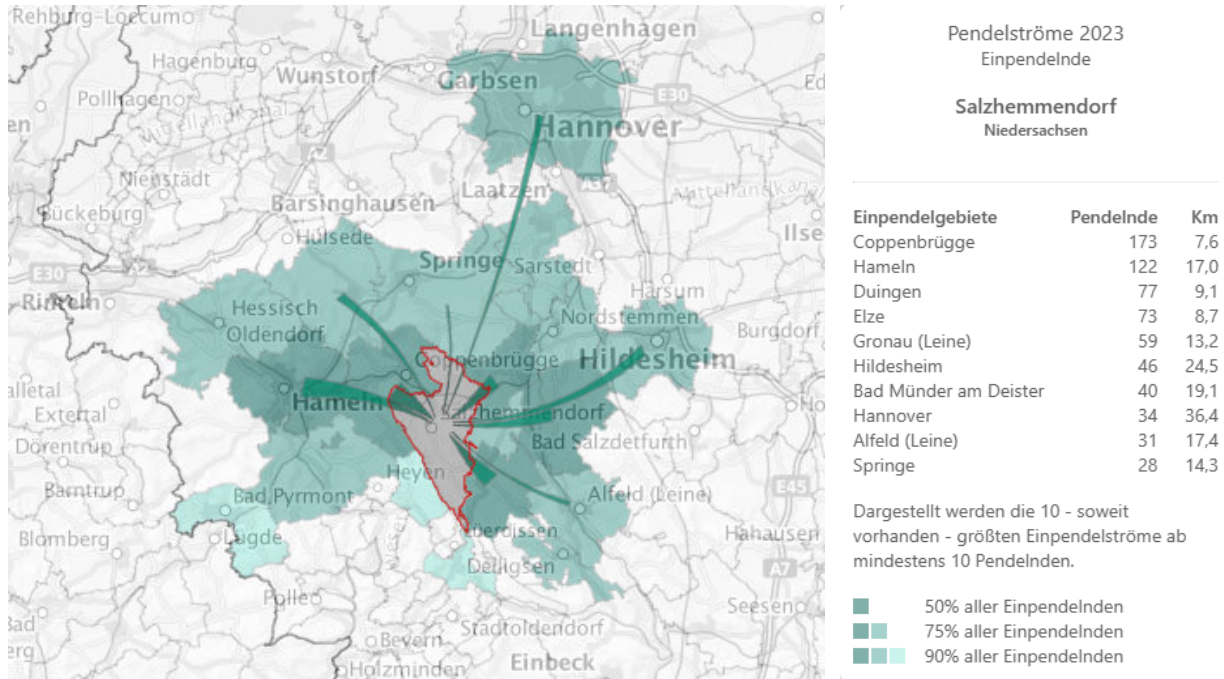 Rehburg-Loccum
Langenhagen
Hagenburg
Wunstorf
Garbsen
Pollhagen
E30
Mittellandkanal
Hannover
A2
Nienstädt
Laatzen
A37
Mittellandkana
Bückeburg
Barsinghausen
Hülsede
Ilse
Springe
Sarstedt
E30
A2
Rinteln
Harsum
Hessisch
Oldendorf
Nordstemmen
Burgdorf
Coppenbrügge
Hildesheim
alletal
Hameln
Salzhemmendorf
Extertal
Bad Salzdetfurth
Dörentrup
Heyen
Barntrup
Bad Pyrmont
Alfeld (Leine)
E45
Blomberg
Lügde
Hahausen
Delligsen
A7
Polle
Seesen
Bad
Stadtoldendorf
Bevern
Einbeck
Holzminden
Pendelströme 2023
Einpendelnde
Salzhemmendorf
Niedersachsen
Einpendelgebiete Pendelnde Km
Coppenbrügge 173 7,6
Hameln 122 17,0
Duingen 77 9,1
Elze 73 8,7
Gronau (Leine) 59 13,2
Hildesheim 46 24,5
Bad Münder am Deister 40 19,1
Hannover 34 36,4
Alfeld (Leine) 31 17,4
Springe 28 14,3
Dargestellt werden die 10 - soweit
vorhanden - größten Einpendelströme ab
mindestens 10 Pendelnden.
50% aller Einpendelnden
75% aller Einpendelnden
90% aller Einpendelnden